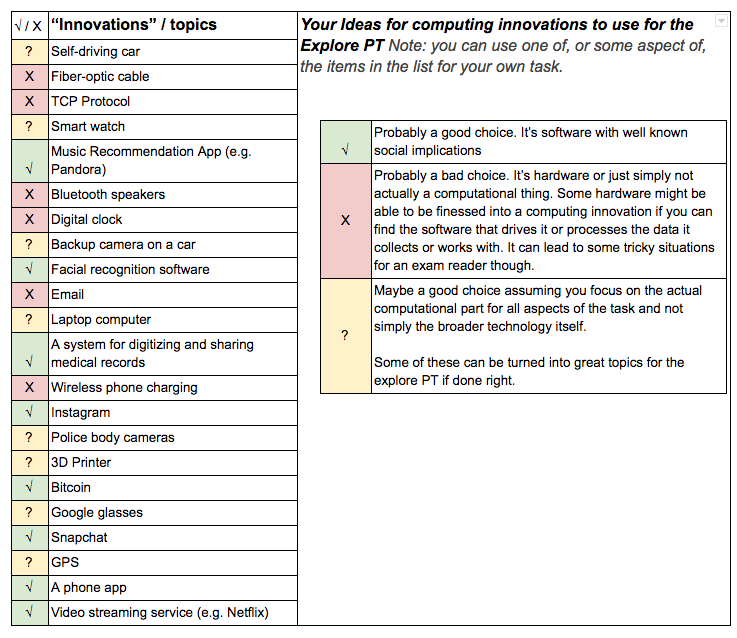 √ / X “Innovations” / topics
? Self-driving car
X Fiber-optic cable
X TCP Protocol
? Smart watch
Music Recommendation App (e.g.
√ Pandora)
X Bluetooth speakers
X Digital clock
? Backup camera on a car
√ Facial recognition software
X Email
? Laptop computer
A system for digitizing and sharing
√ medical records
X Wireless phone charging
√ Instagram
? Police body cameras
? 3D Printer
√ Bitcoin
? Google glasses
√ Snapchat
? GPS
√ A phone app
√ Video streaming service (e.g. Netflix)
Your Ideas for computing innovations to use for the
Explore PT Note: you can use one of, or some aspect of,
the items in the list for your own task.
Probably a good choice. It’s software with well known
√ social implications
Probably a bad choice. It’s hardware or just simply not
actually a computational thing. Some hardware might be
X able to be finessed into a computing innovation if you can
find the software that drives it or processes the data it
collects or works with. It can lead to some tricky situations
for an exam reader though.
Maybe a good choice assuming you focus on the actual
computational part for all aspects of the task and not
? simply the broader technology itself.
Some of these can be turned into great topics for the
explore PT if done right.